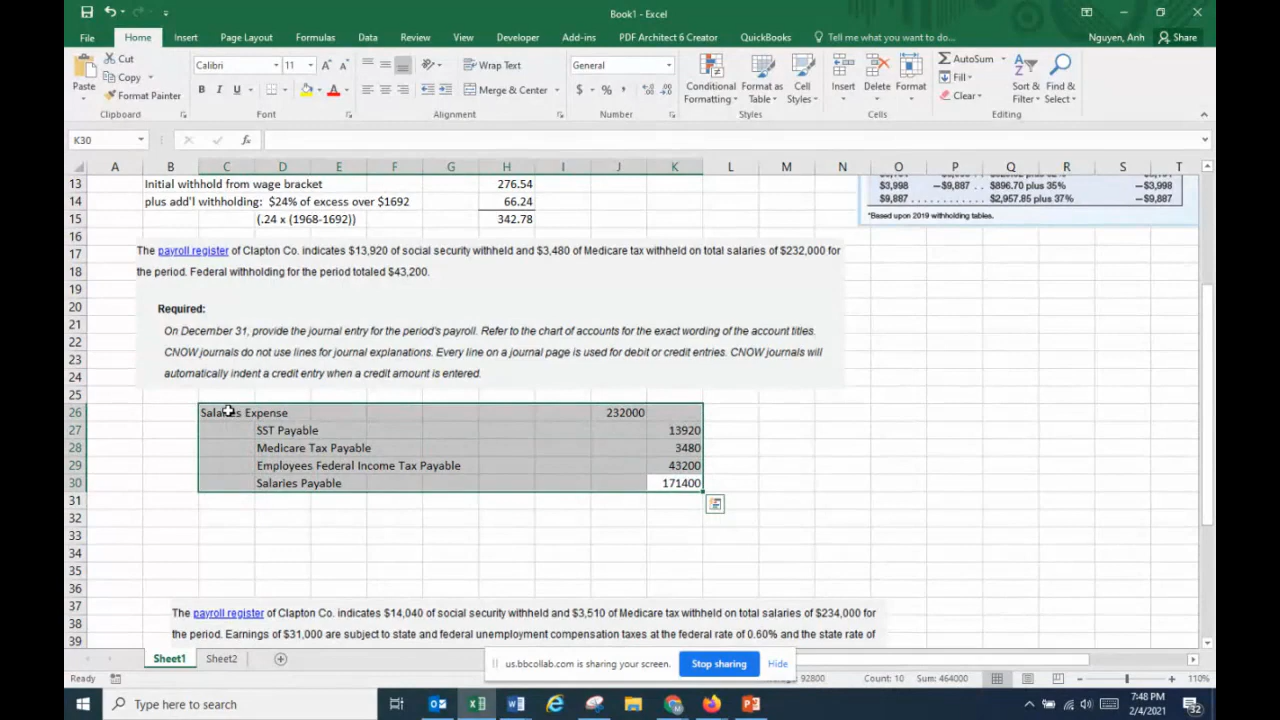 Book1 - Excel
File Home Insert Page Layout Formulas Data Review View Developer Add-ins PDF Architect 6 Creator QuickBooks Tell me what you want to do... Nguyen, Anh Share
Paste Cut Copy Format Painter
Calibri 11 A A
B I U A
Wrap Text
Merge & Center
General
$ % ,
Conditional Formatting Format as Table Cell Styles
Insert Delete Format
AutoSum Fill Clear
Sort & Filter Find & Select
Clipboard Font Alignment Number Styles Cells Editing
K30 fx
A B C D E F G H I J K L M N O P Q R S T
13 Initial withhold from wage bracket 276.54
14 plus add'l withholding: $24% of excess over $1692 66.24
15 (.24 x (1968-1692)) 342.78
$3,998 —$9,887 . . $896.70 plus 35% —$3,998
$9,887 . . . . . . . . . . . . $2,957.85 plus 37% —$9,887
*Based upon 2019 withholding tables.
16
17 The payroll register of Clapton Co. indicates $13,920 of social security withheld and $3,480 of Medicare tax withheld on total salaries of $232,000 for
18 the period. Federal withholding for the period totaled $43,200.
19
20 Required:
21 On December 31, provide the journal entry for the period's payroll. Refer to the chart of accounts for the exact wording of the account titles.
22
23 CNOW journals do not use lines for journal explanations. Every line on a journal page is used for debit or credit entries. CNOW journals will
24 automatically indent a credit entry when a credit amount is entered.
25
26 Salaries Expense 232000
27 SST Payable 13920
28 Medicare Tax Payable 3480
29 Employees Federal Income Tax Payable 43200
30 Salaries Payable 171400
31
32
33
34
35
36
37 The payroll register of Clapton Co. indicates $14,040 of social security withheld and $3,510 of Medicare tax withheld on total salaries of $234,000 for
38
39 the period. Earnings of $31,000 are subject to state and federal unemployment compensation taxes at the federal rate of 0.60% and the state rate of
Sheet1 Sheet2
us.bbcollab.com is sharing your screen. Stop sharing Hide
Ready 92800 Count: 10 Sum: 464000 110%
Type here to search
7:48 PM
2/4/2021
32